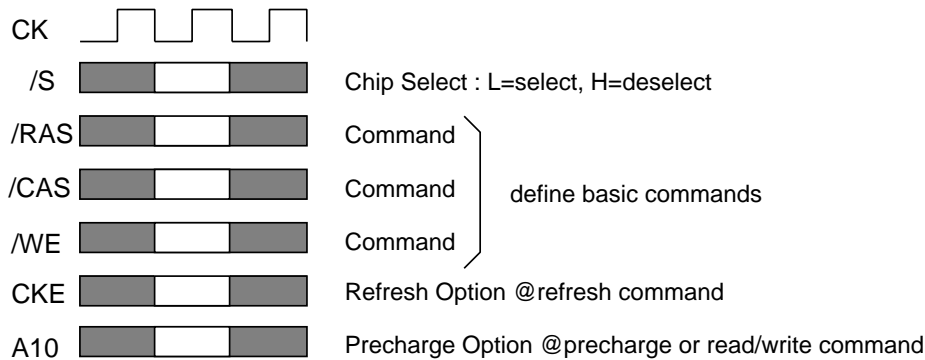 CK
/S Chip Select : L=select, H=deselect
/RAS Command
/CAS Command define basic commands
/WE Command
CKE Refresh Option @refresh command
A10 Precharge Option @precharge or read/write command